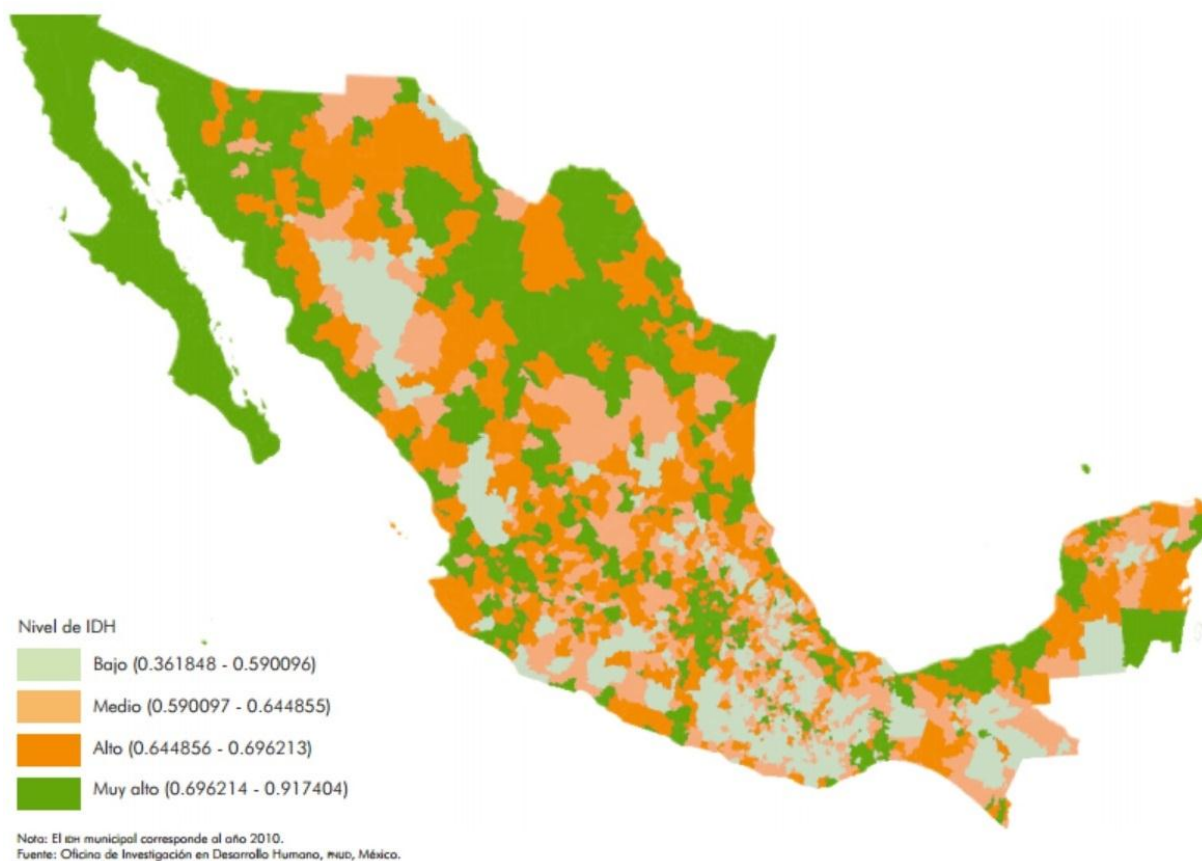 Nivel de IDH
Bajo (0.361848 - 0.590096)
Medio (0.590097 - 0.644855)
Alto (0.644856 - 0.696213)
Muy alto (0.696214 - 0.917404)
Nota: El IDH municipal corresponde al año 2010.
Fuente: Oficina de Investigación en Desarrollo Humano, PNUD, México.